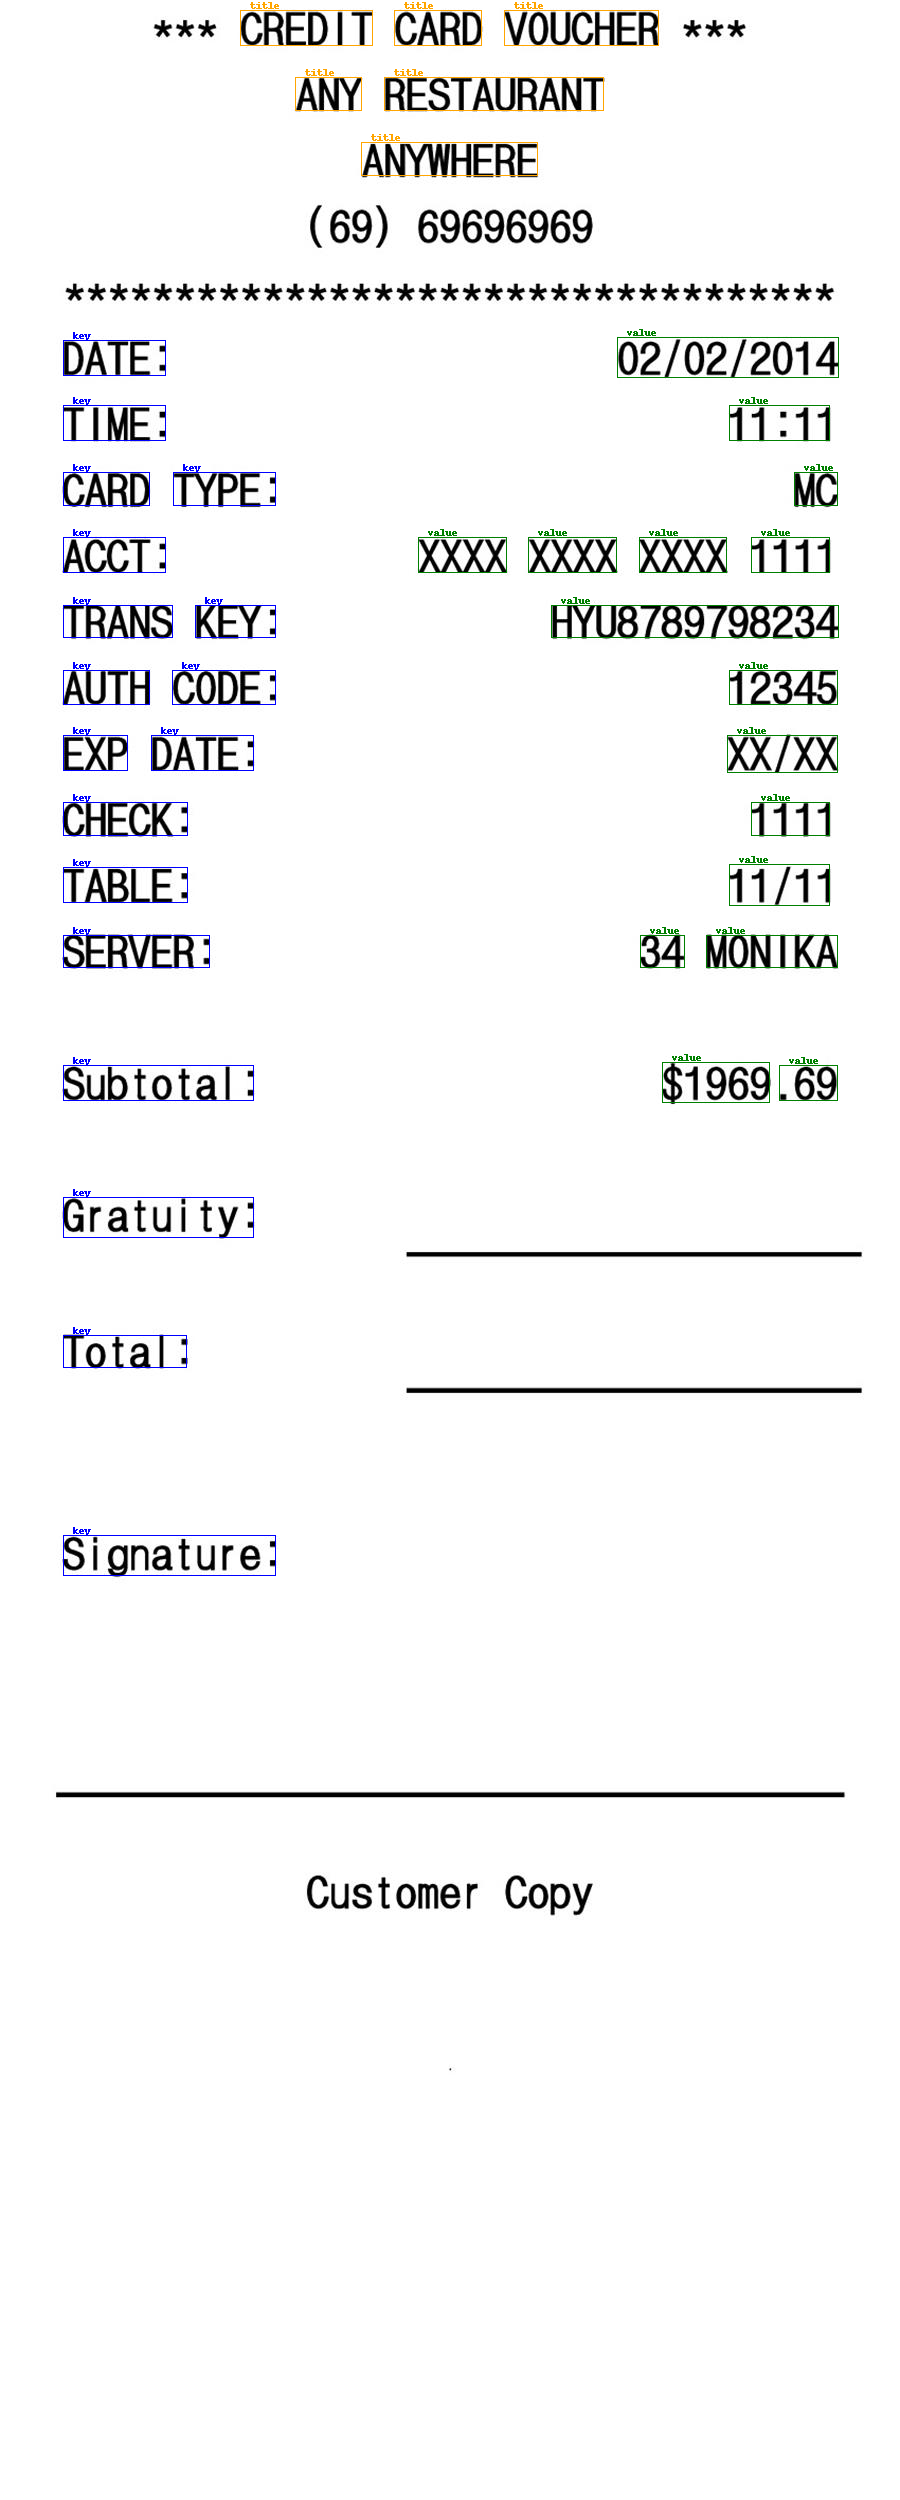 *** CREDIT CARD VOUCHER ***
ANY RESTAURANT
ANYWHERE
(69) 69696969
***********************************
DATE: 02/02/2014
TIME: 11:11
CARD TYPE: MC
ACCT: XXXX XXXX XXXX 1111
TRANS KEY: HYU8789798234
AUTH CODE: 12345
EXP DATE: XX/XX
CHECK: 1111
TABLE: 11/11
SERVER: 34 MONIKA
Subtotal: $1969.69
Gratuity:
Total:
Signature:
Customer Copy
.